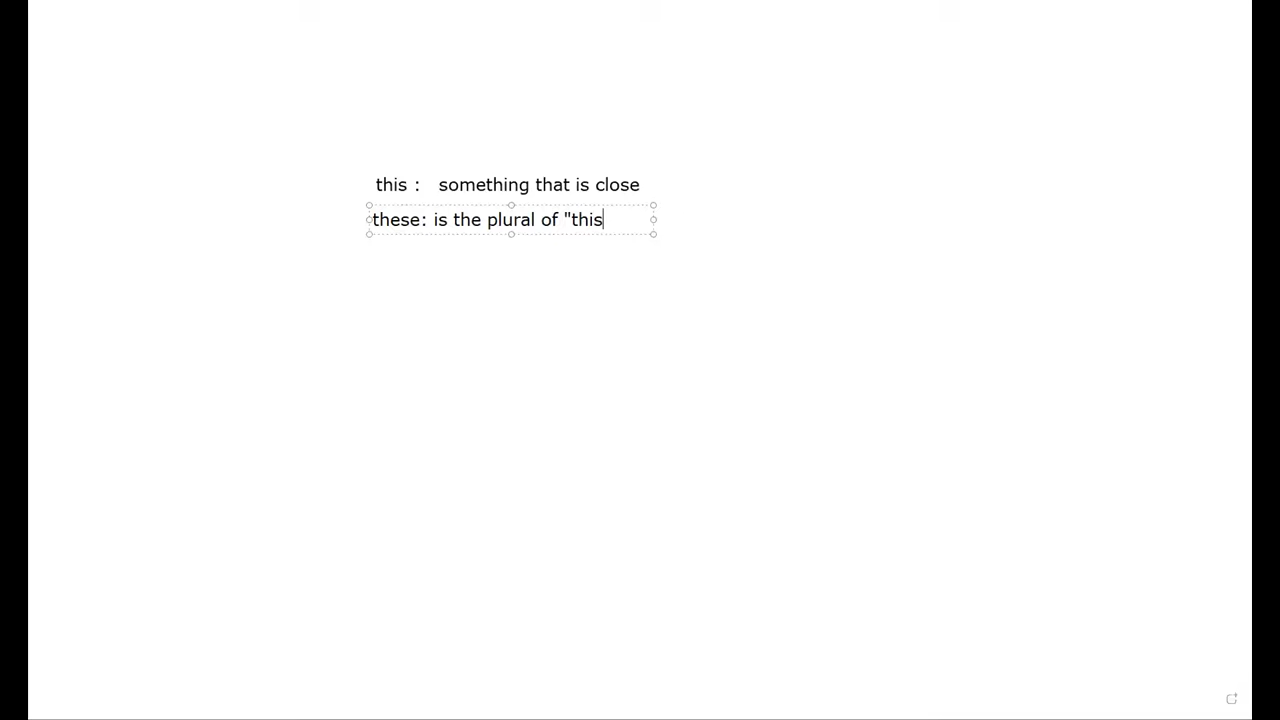 this :   something that is close
these: is the plural of "this